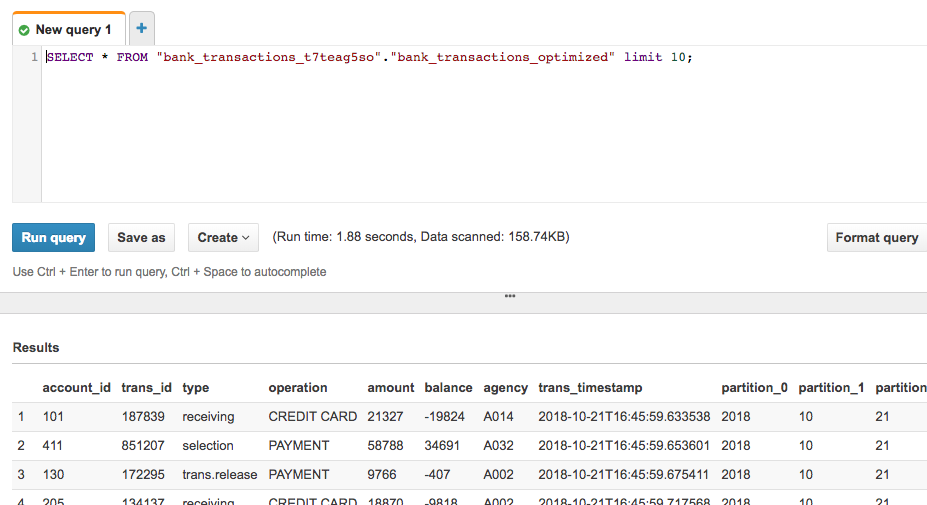 New query 1 +
1 SELECT * FROM "bank_transactions_t7teag5so"."bank_transactions_optimized" limit 10;
Run query Save as Create (Run time: 1.88 seconds, Data scanned: 158.74KB) Format query
Use Ctrl + Enter to run query, Ctrl + Space to autocomplete
Results
account_id trans_id type operation amount balance agency trans_timestamp partition_0 partition_1 partition
1 101 187839 receiving CREDIT CARD 21327 -19824 A014 2018-10-21T16:45:59.633538 2018 10 21
2 411 851207 selection PAYMENT 58788 34691 A032 2018-10-21T16:45:59.653601 2018 10 21
3 130 172295 trans.release PAYMENT 9766 -407 A002 2018-10-21T16:45:59.675411 2018 10 21
4 205 134137 receiving CREDIT CARD 18870 -9818 A002 2018-10-21T16:45:59.717568 2018 10 21